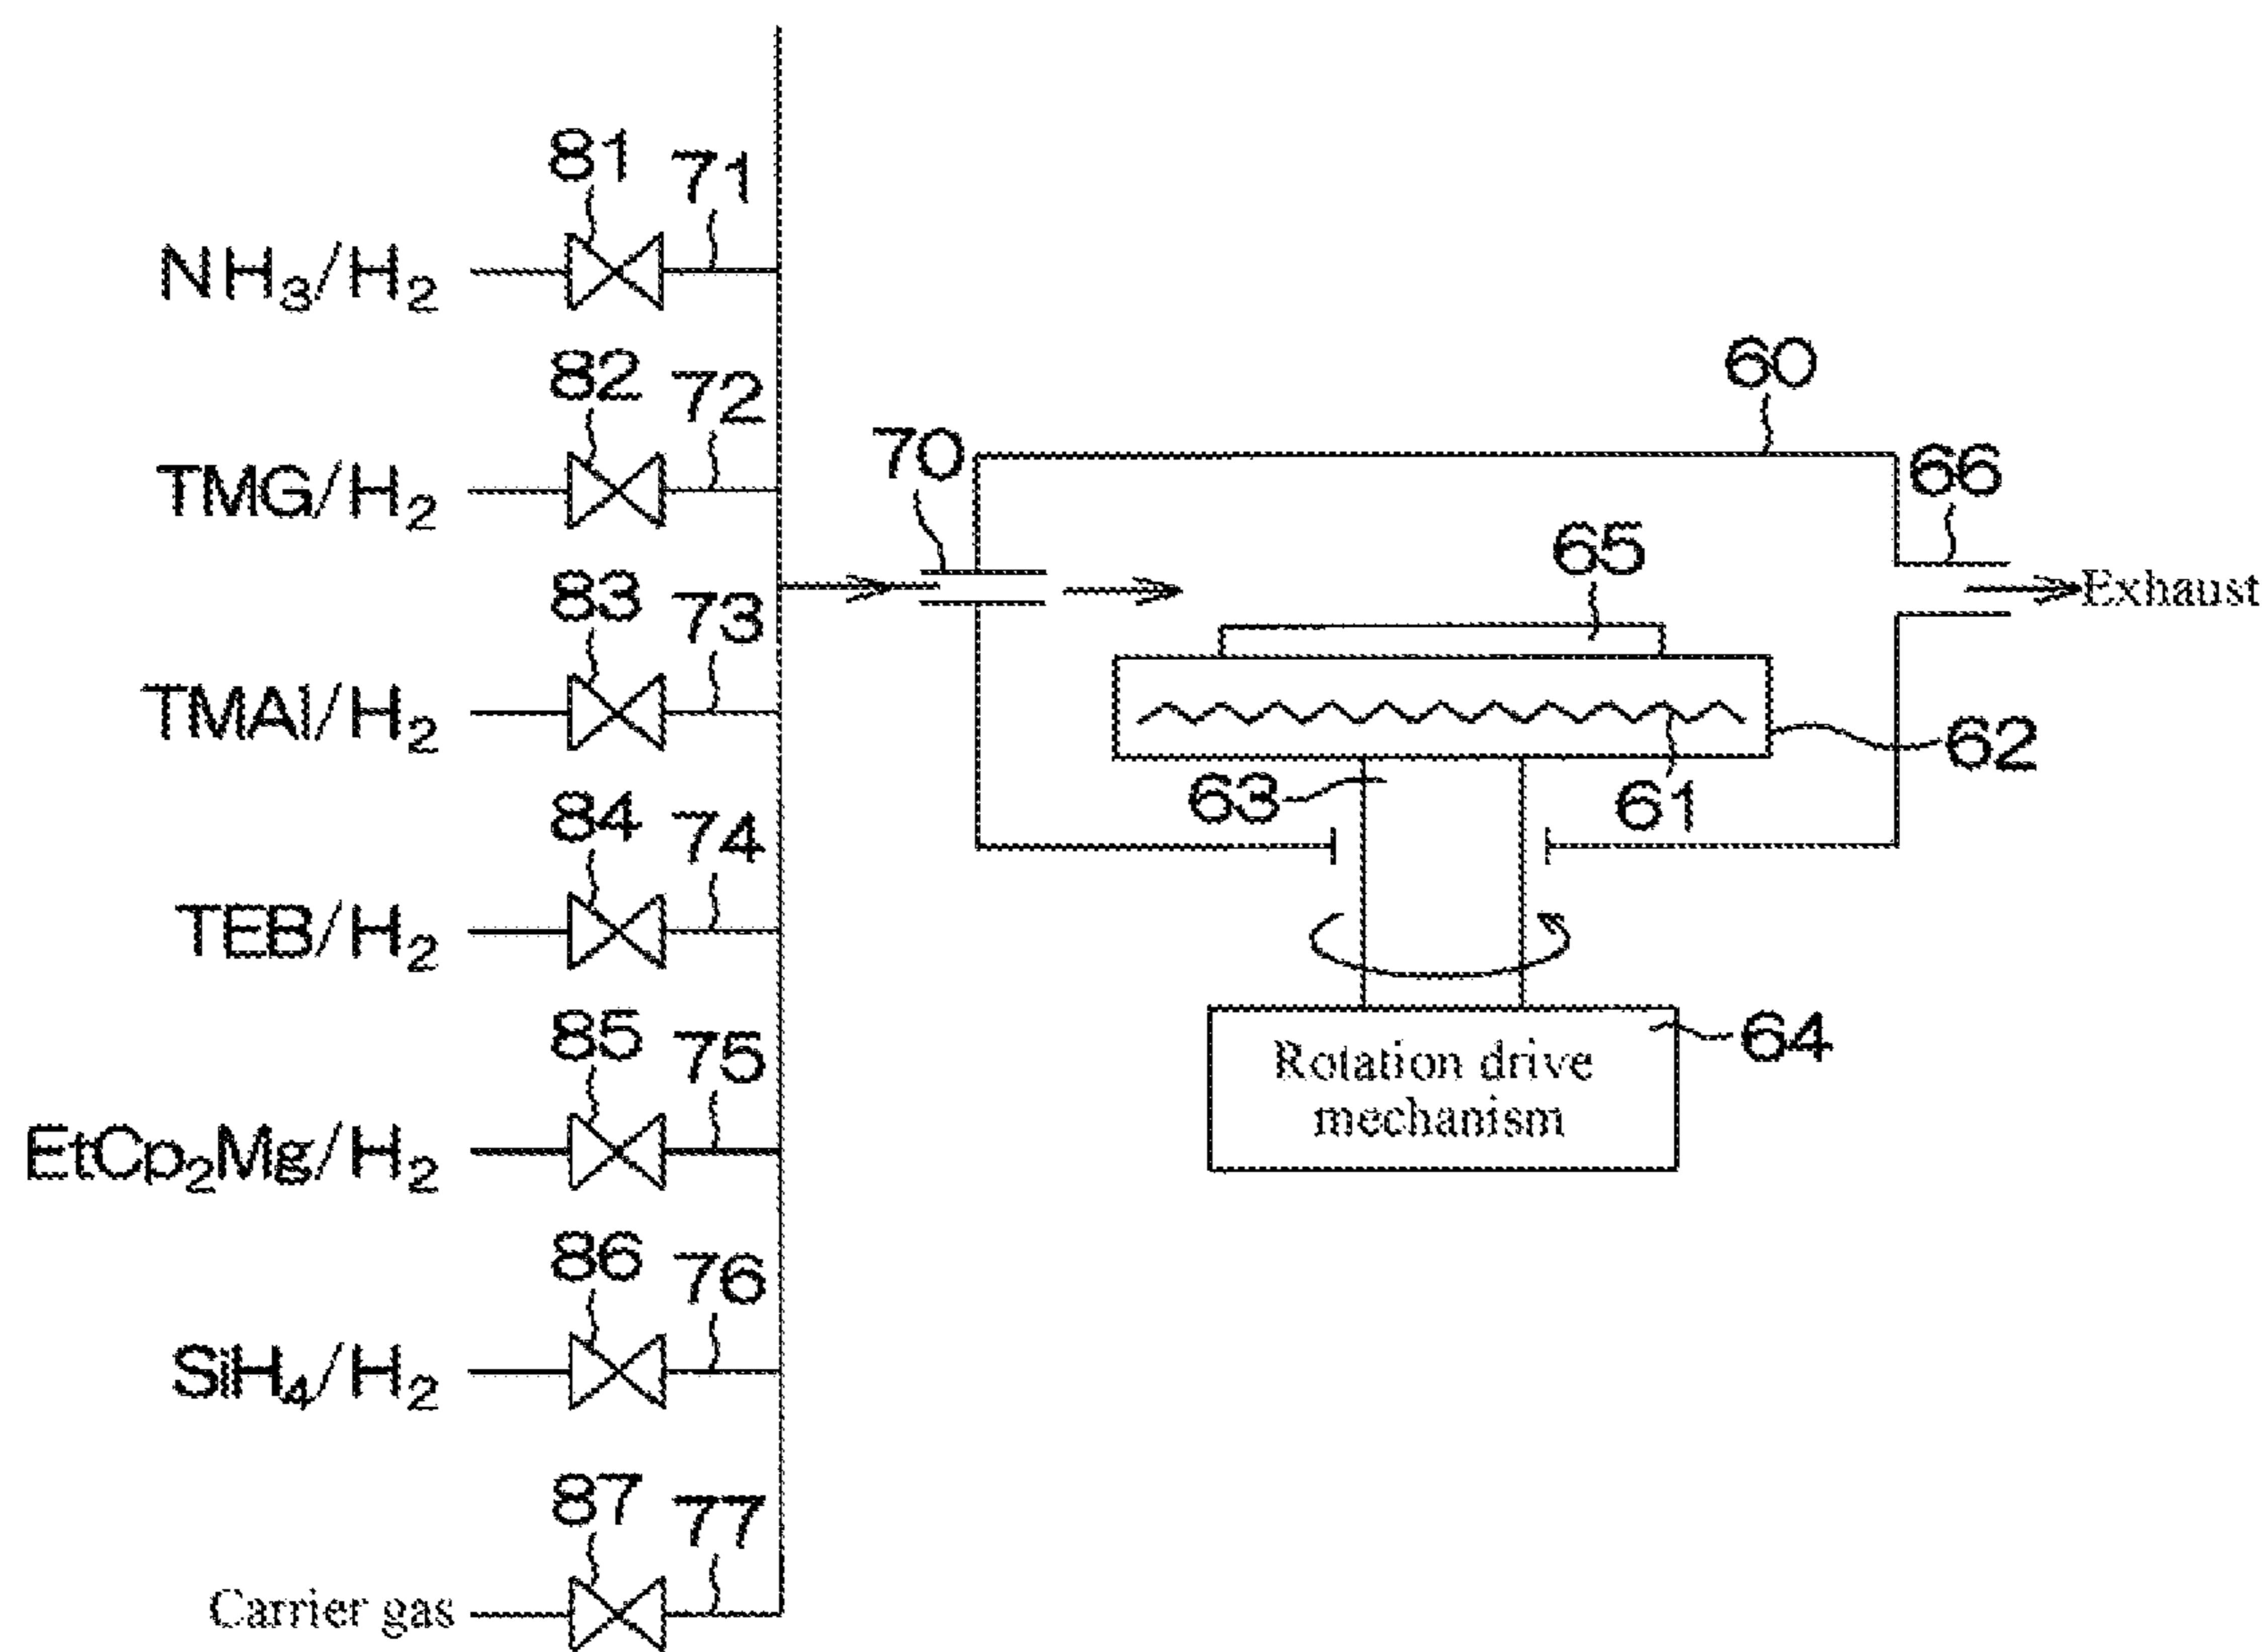 81
71
NH₃/H₂
82
72
TMG/H₂
83
73
TMAl/H₂
84
74
TEB/H₂
85
75
EtCp₂Mg/H₂
86
76
SiH₄/H₂
87
77
Carrier gas
60
70
66
65
Exhaust
62
63
61
64
Rotation drive
mechanism